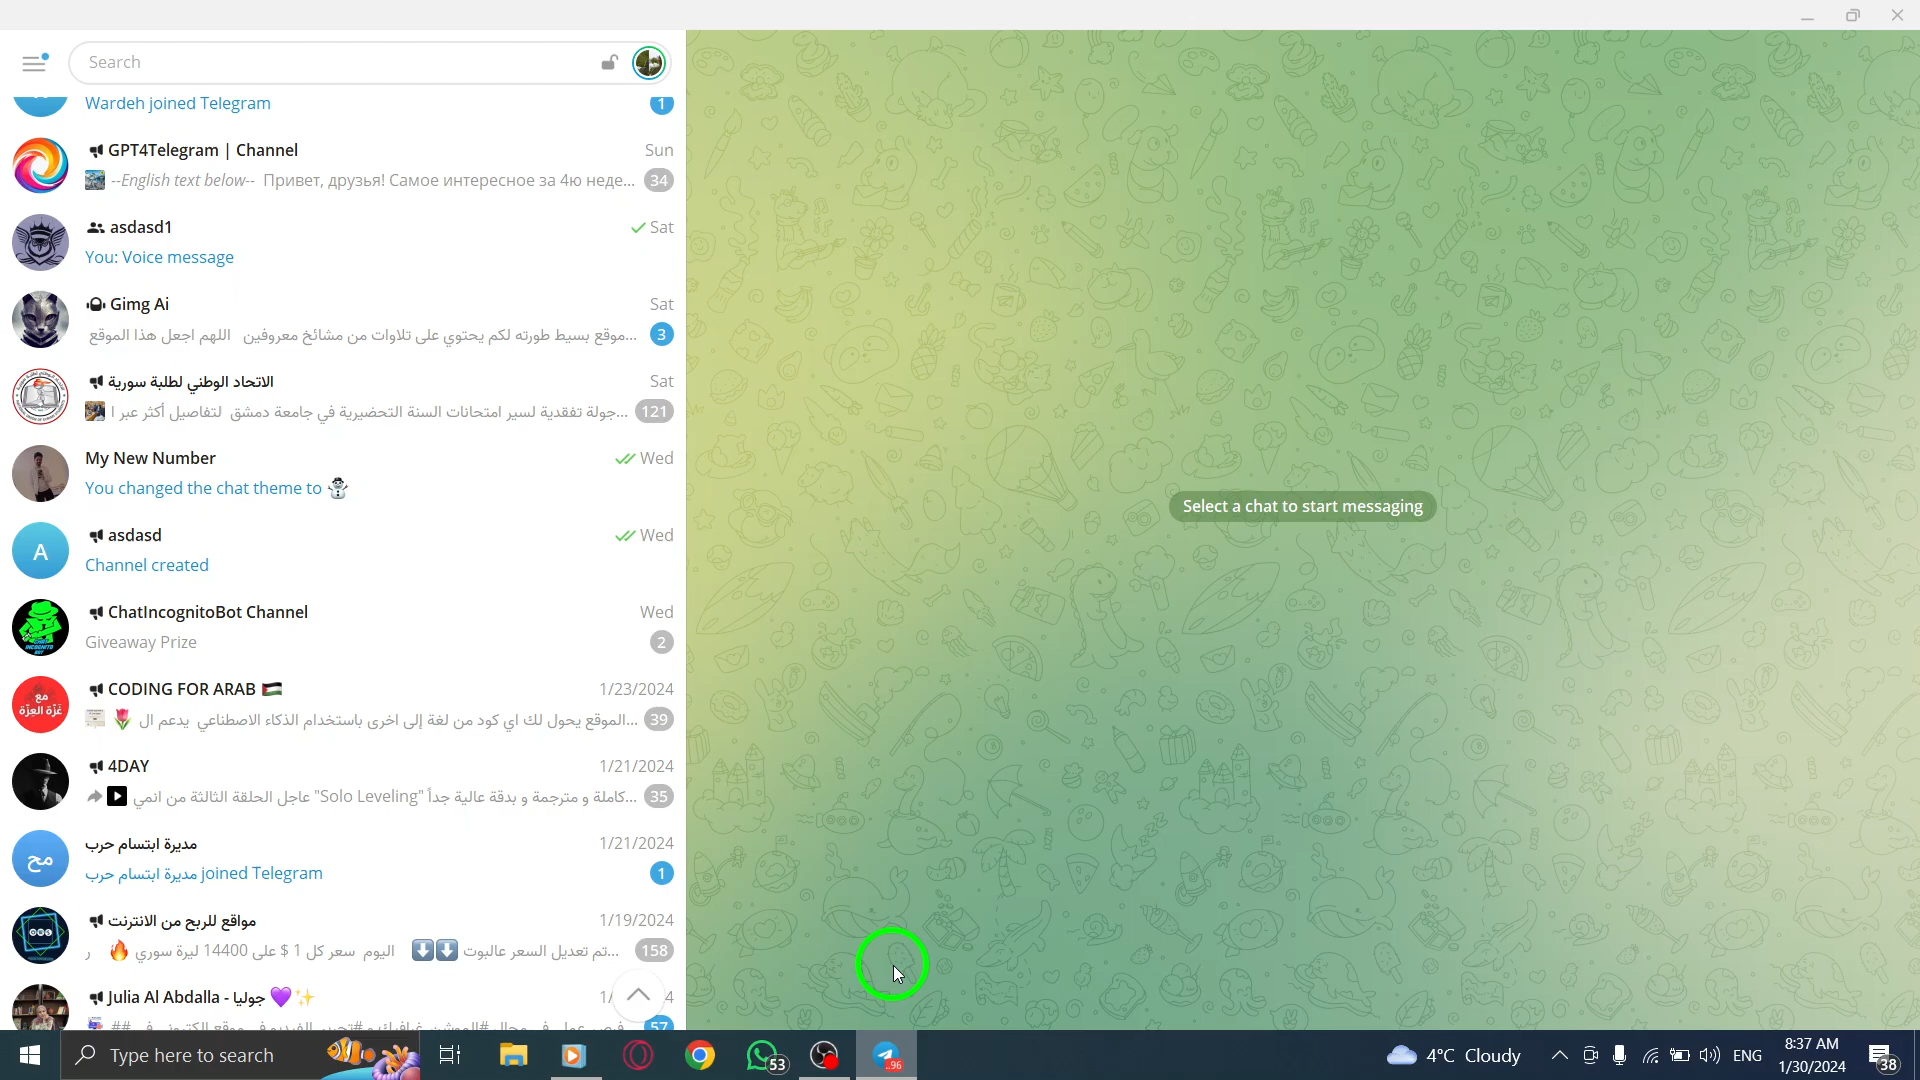 Search
Wardeh joined Telegram
1
GPT4Telegram | Channel
Sun
--English text below-- Привет, друзья! Самое интересное за 4ю неде...
34
asdasd1
Sat
You: Voice message
Gimg Ai
Sat
موقع بسيط طورته لكم يحتوي على تلاوات من مشائخ معروفين اللهم اجعل هذا الموقع...
3
الاتحاد الوطني لطلبة سورية
Sat
جولة تفقدية لسير امتحانات السنة التحضيرية في جامعة دمشق لتفاصيل أكثر عبر ا...
121
My New Number
Wed
You changed the chat theme to ☃️
A
asdasd
Wed
Channel created
ChatIncognitoBot Channel
Wed
Giveaway Prize
2
مع
غزّة العزّة
CODING FOR ARAB 🇵🇸
1/23/2024
🌷 الموقع يحول لك اي كود من لغة إلى اخرى باستخدام الذكاء الاصطناعي يدعم ال...
39
4DAY
1/21/2024
عاجل الحلقة الثالثة من انمي "Solo Leveling" كاملة و مترجمة و بدقة عالية جداً...
35
مح
مديرة ابتسام حرب
1/21/2024
مديرة ابتسام حرب joined Telegram
1
مواقع للربح من الانترنت
1/19/2024
تم تعديل السعر عالبوت ⬇️⬇️ اليوم سعر كل 1 $ على 14400 ليرة سوري 🔥 ر...
158
Julia Al Abdalla - جوليا 💜✨
57
Select a chat to start messaging
Type here to search
53
..96
4°C Cloudy
ENG
8:37 AM
1/30/2024
38